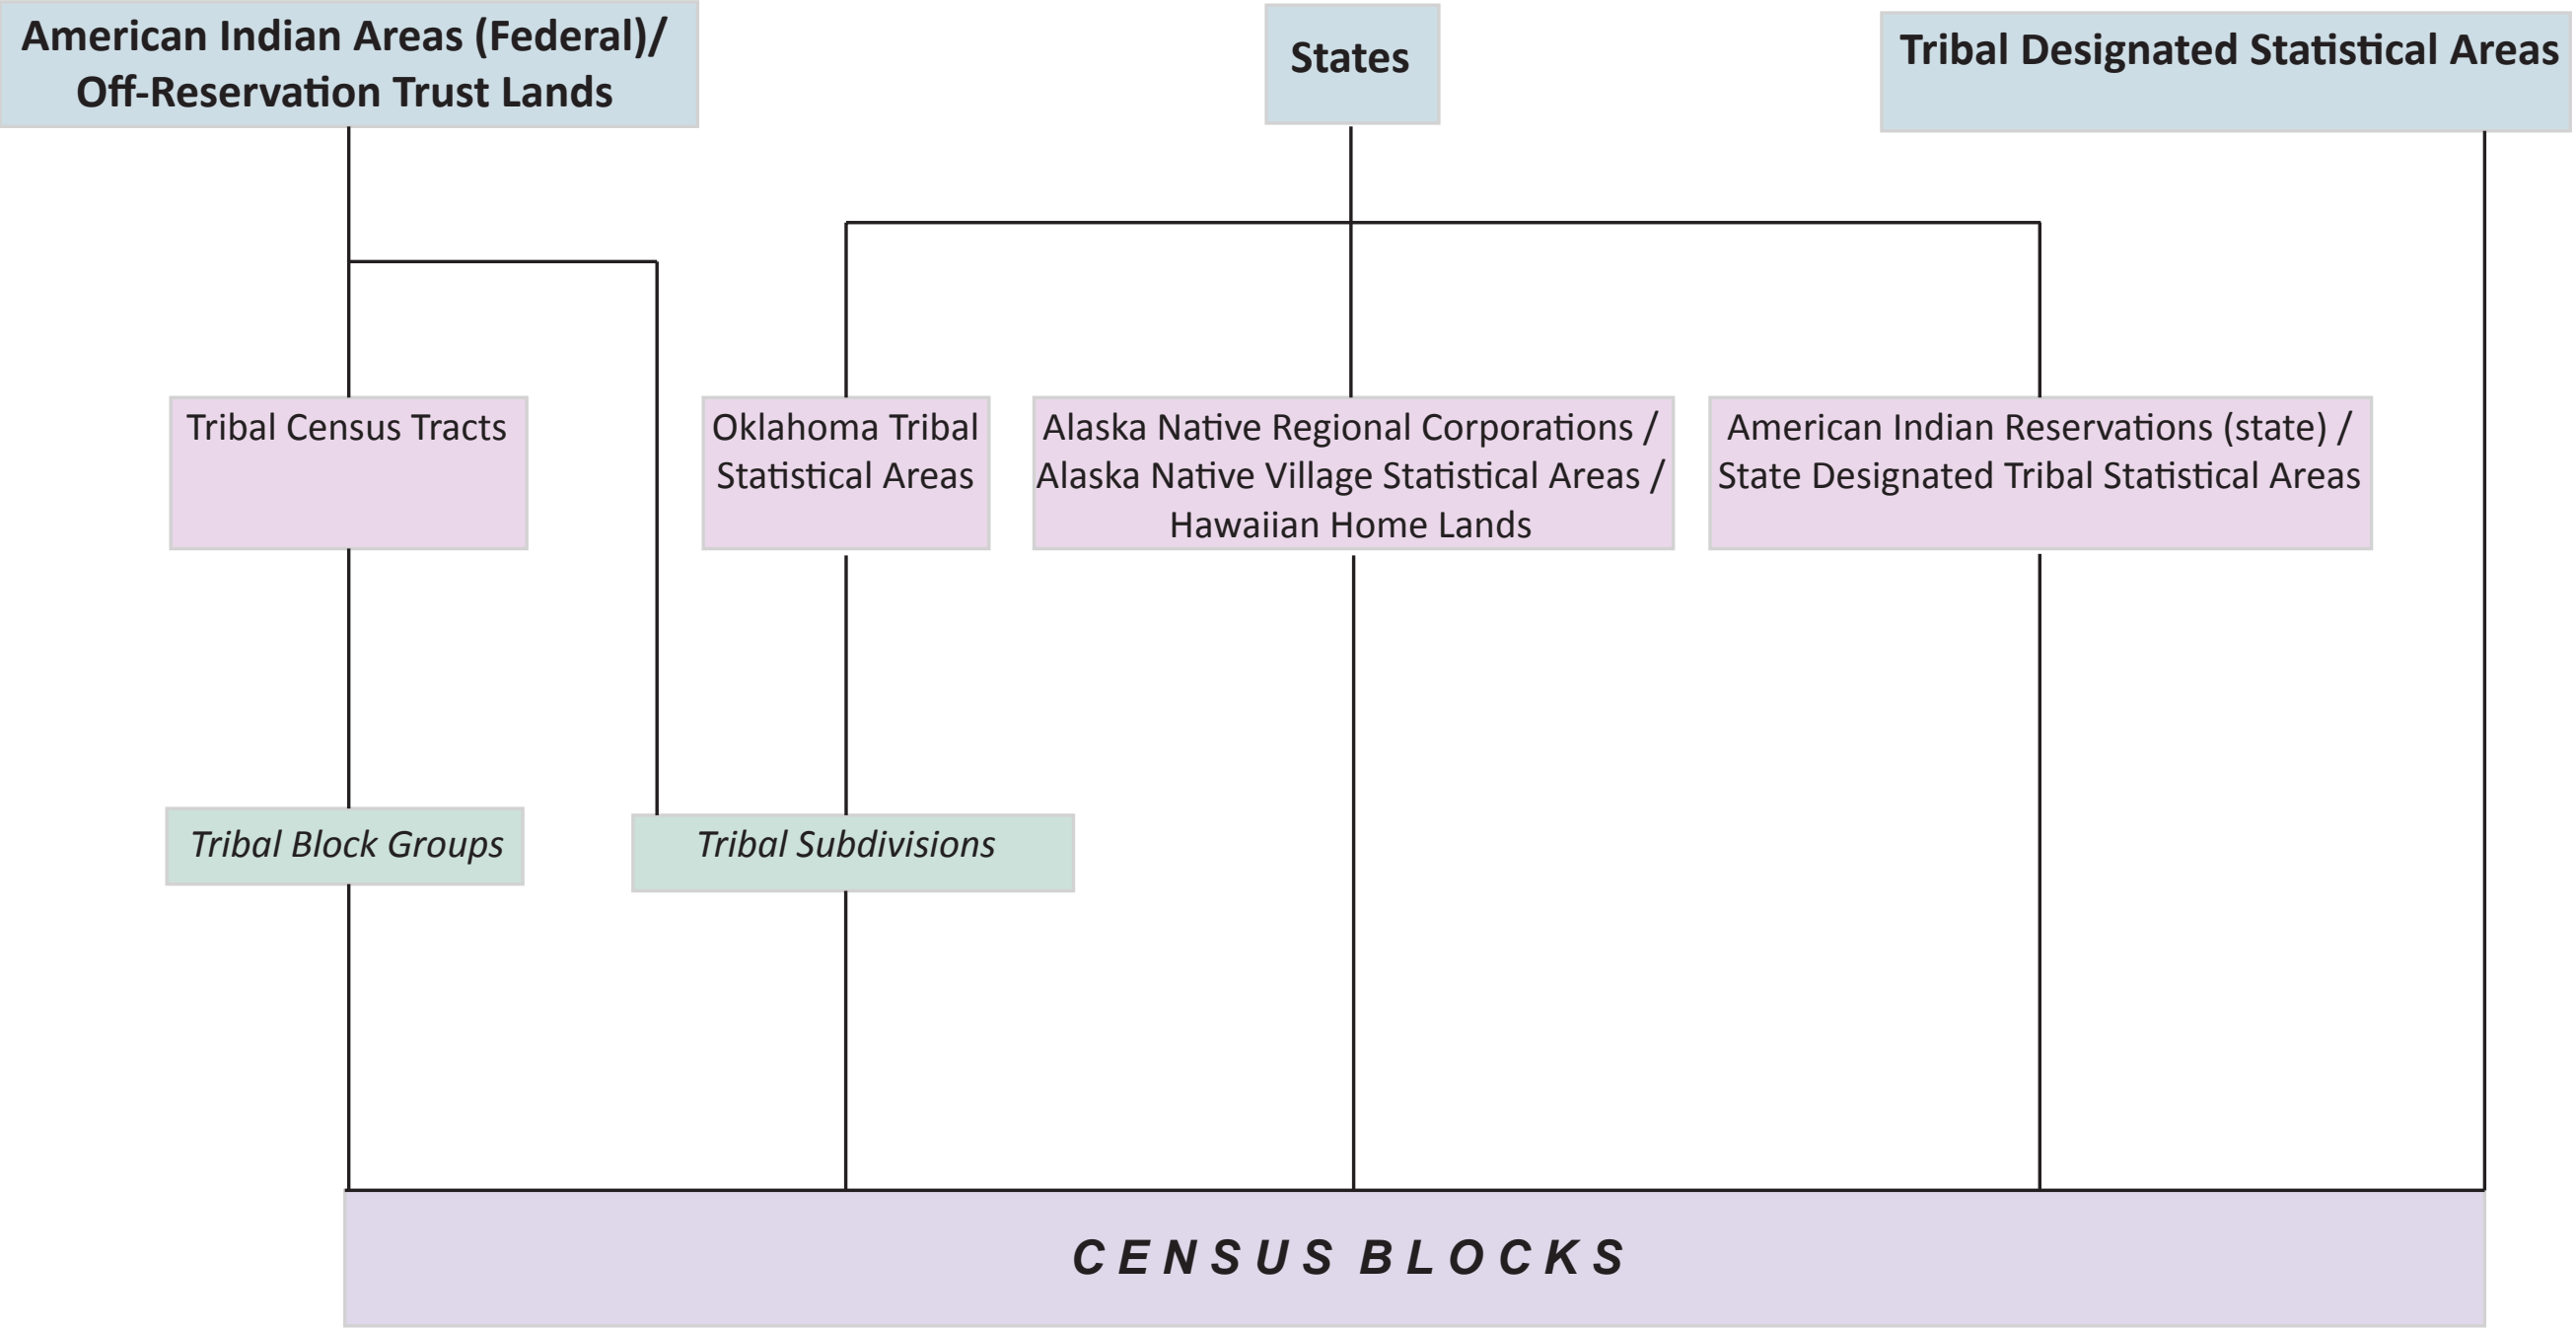 American Indian Areas (Federal)/
Off-Reservation Trust Lands
States
Tribal Designated Statistical Areas
Tribal Census Tracts
Oklahoma Tribal
Statistical Areas
Alaska Native Regional Corporations /
Alaska Native Village Statistical Areas /
Hawaiian Home Lands
American Indian Reservations (state) /
State Designated Tribal Statistical Areas
Tribal Block Groups
Tribal Subdivisions
CENSUS BLOCKS